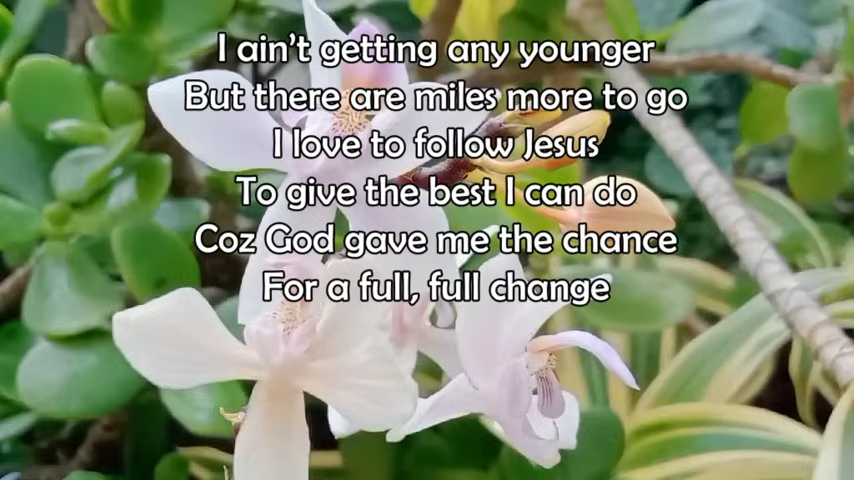 I ain't getting any younger
But there are miles more to go
I love to follow Jesus
To give the best I can do
Coz God gave me the chance
For a full, full change